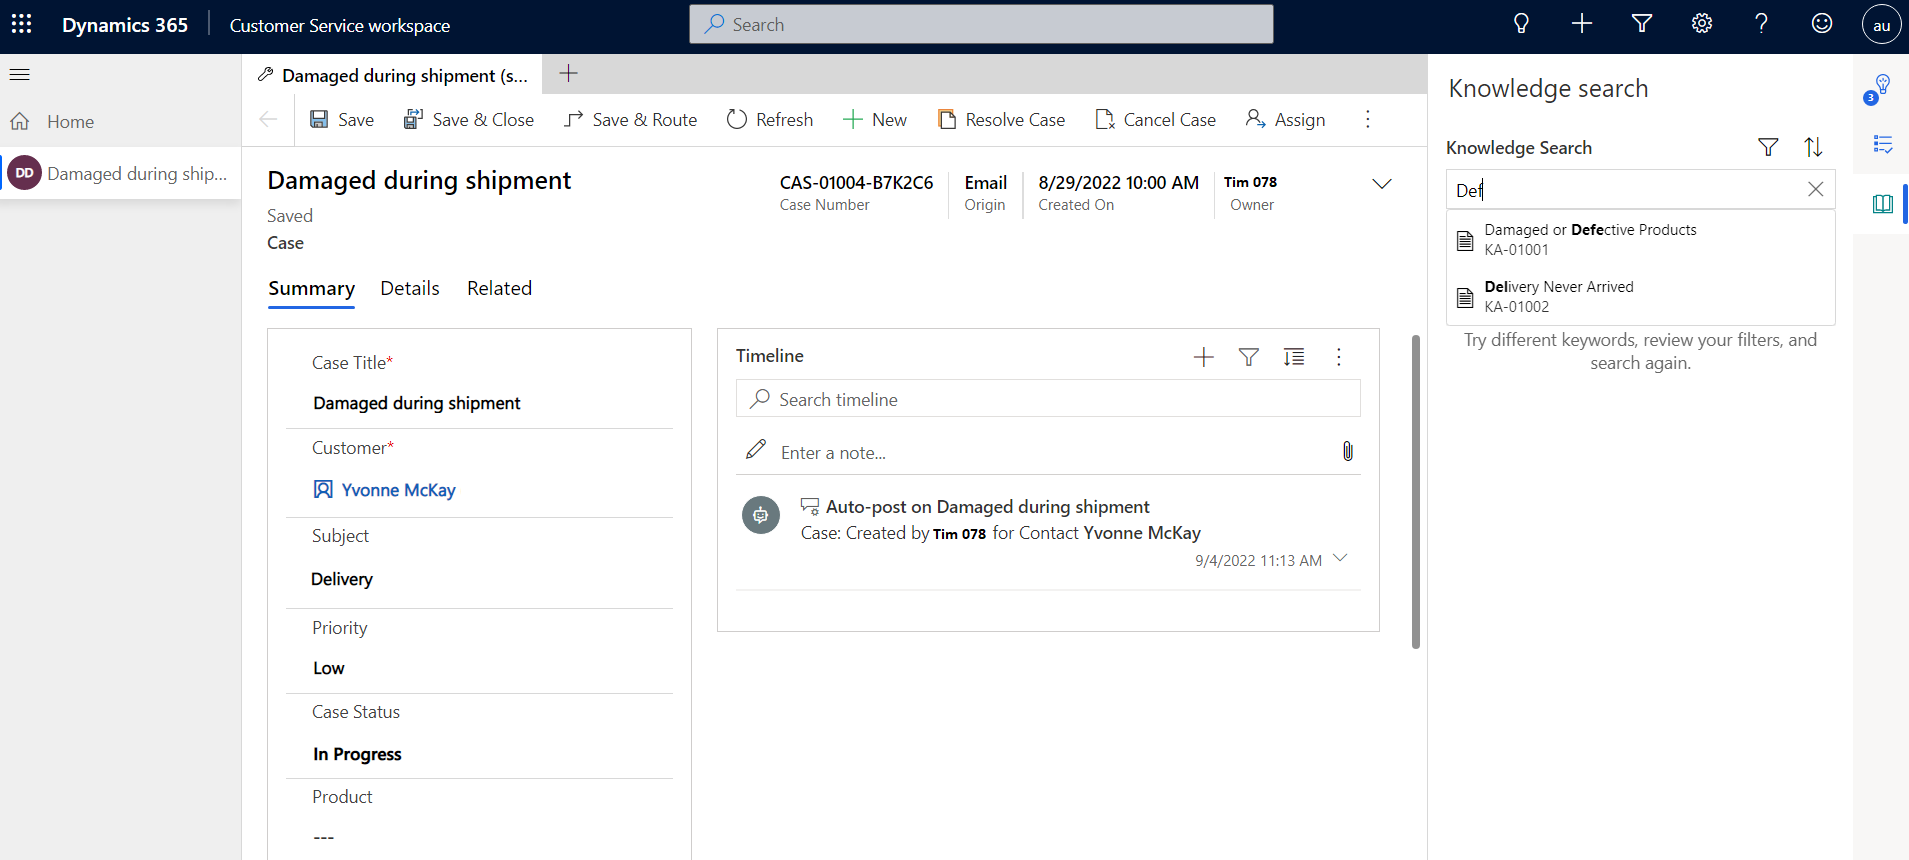 Dynamics 365
Customer Service workspace
Search
au
Home
DD
Damaged during ship...
Damaged during shipment (s...
Save
Save & Close
Save & Route
Refresh
New
Resolve Case
Cancel Case
Assign
Damaged during shipment
Saved
Case
CAS-01004-B7K2C6
Case Number
Email
Origin
8/29/2022 10:00 AM
Created On
Tim 078
Owner
Summary
Details
Related
Case Title*
Damaged during shipment
Customer*
Yvonne McKay
Subject
Delivery
Priority
Low
Case Status
In Progress
Product
---
Timeline
Search timeline
Enter a note...
Auto-post on Damaged during shipment
Case: Created by Tim 078 for Contact Yvonne McKay
9/4/2022 11:13 AM
Knowledge search
Knowledge Search
Def
Damaged or Defective Products
KA-01001
Delivery Never Arrived
KA-01002
Try different keywords, review your filters, and
search again.
3